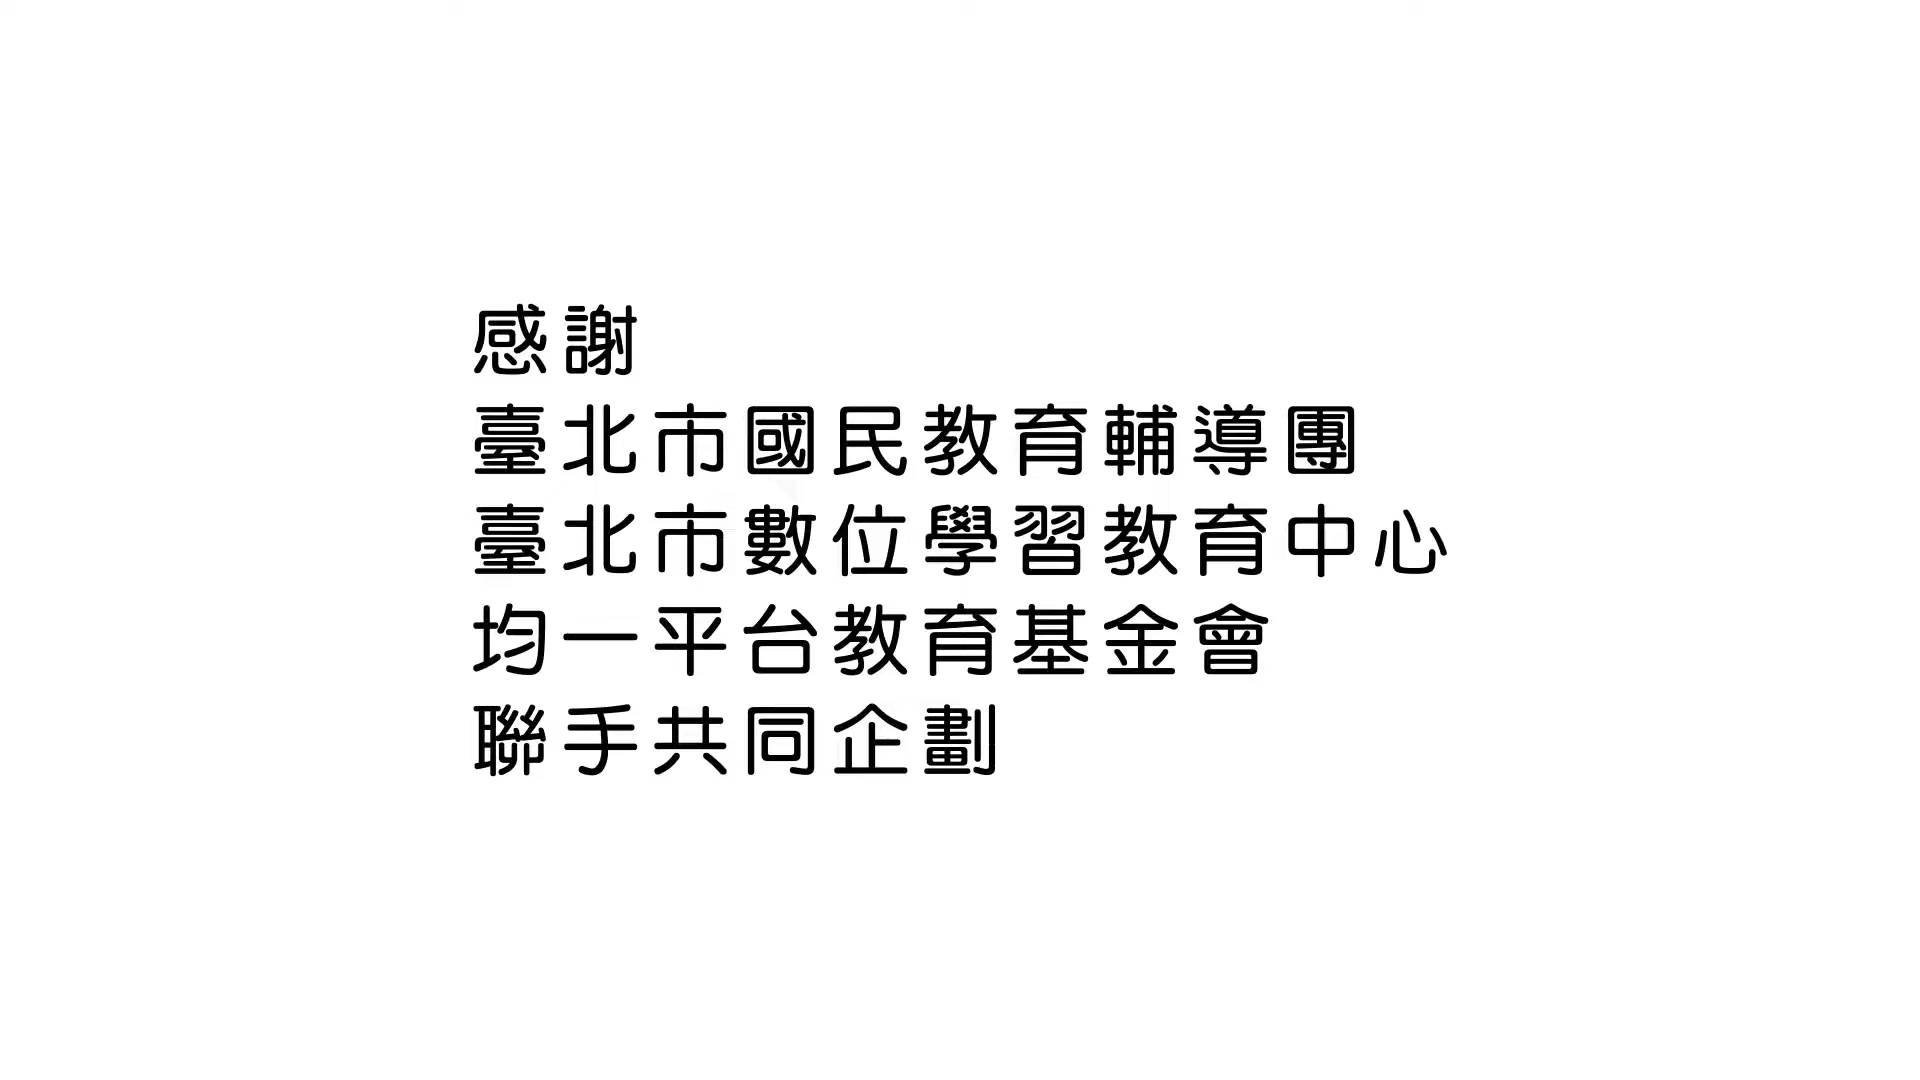 感謝
臺北市國民教育輔導團
臺北市數位學習教育中心
均一平台教育基金會
聯手共同企劃